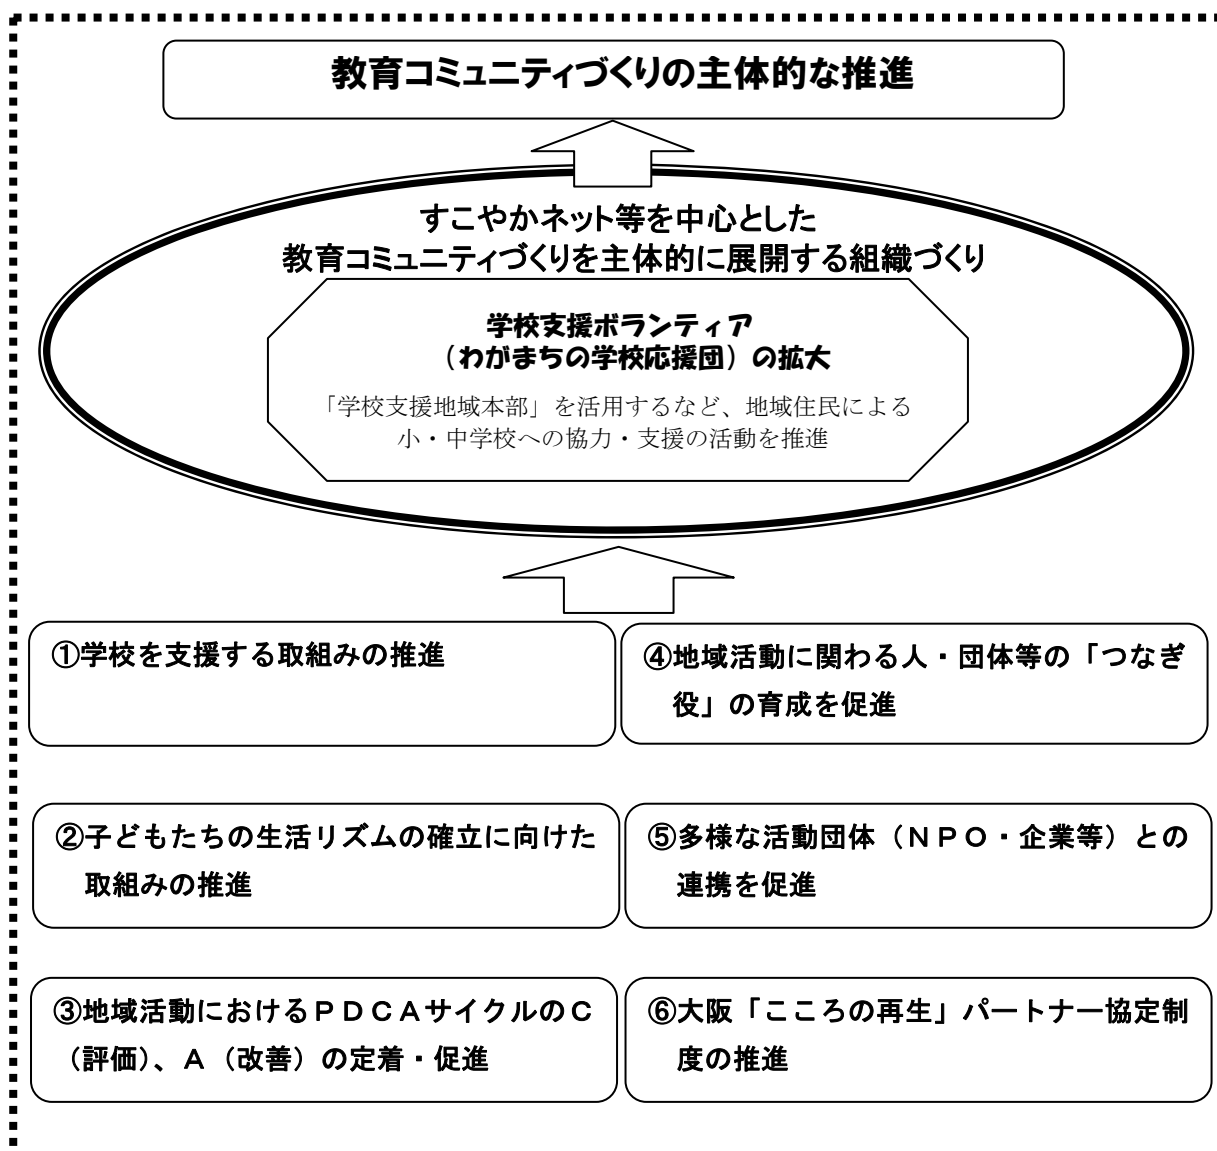 教育コミュニティづくりの主体的な推進
すこやかネット等を中心とした
教育コミュニティづくりを主体的に展開する組織づくり
学校支援ボランティア
（わがまちの学校応援団）の拡大
「学校支援地域本部」を活用するなど、地域住民による
小・中学校への協力・支援の活動を推進
①学校を支援する取組みの推進
②子どもたちの生活リズムの確立に向けた
取組みの推進
③地域活動におけるＰＤＣＡサイクルのＣ
（評価）、Ａ（改善）の定着・促進
④地域活動に関わる人・団体等の「つなぎ
役」の育成を促進
⑤多様な活動団体（ＮＰＯ・企業等）との
連携を促進
⑥大阪「こころの再生」パートナー協定制
度の推進